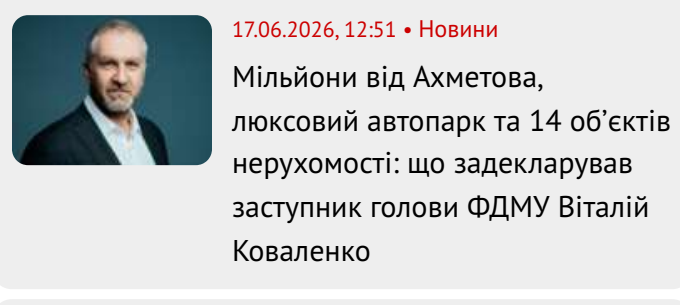 17.06.2026, 12:51 • Новини
Мільйони від Ахметова,
люксовий автопарк та 14 об’єктів
нерухомості: що задекларував
заступник голови ФДМУ Віталій
Коваленко